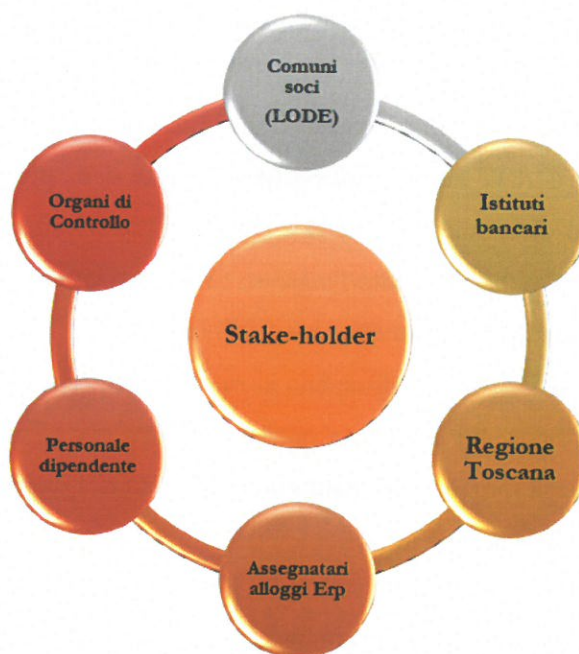 Comuni
soci
(LODE)
Istituti
bancari
Regione
Toscana
Assegnatari
alloggi Erp
Personale
dipendente
Organi di
Controllo
Stake-holder